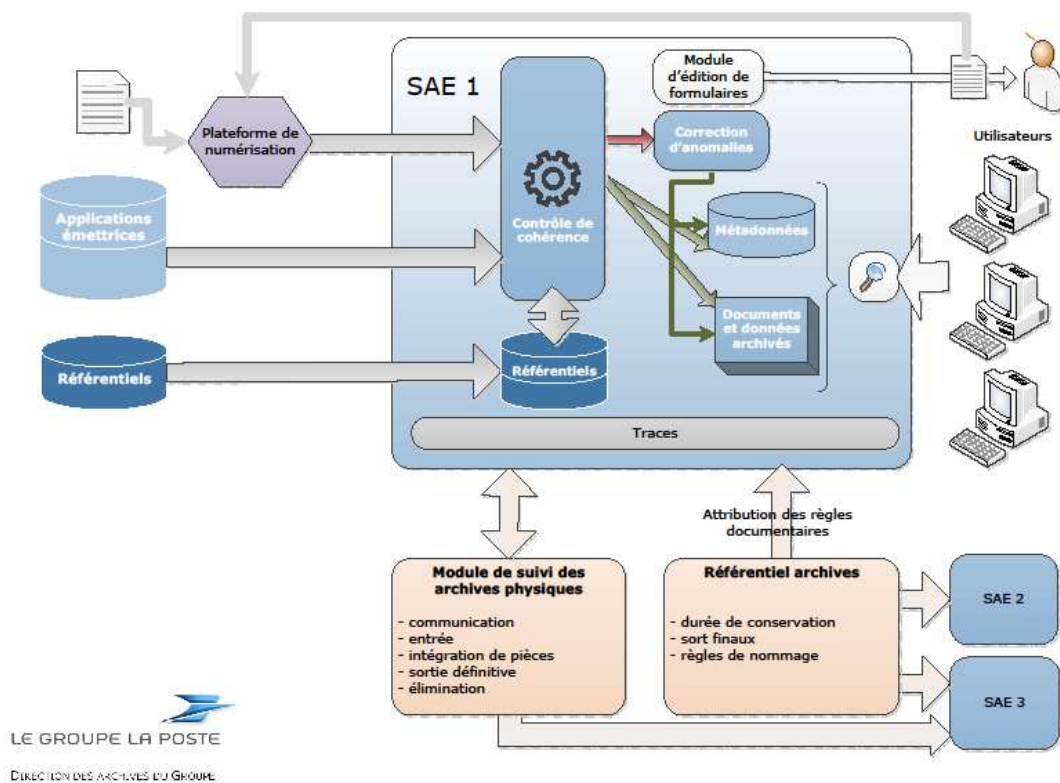 SAE 1
Module
d'édition de
formulaires
Plateforme de
numérisation
Correction
d'anomalies
Utilisateurs
Applications
émettrices
Contrôle de
cohérence
Métadonnées
Documents
et données
archivés
Référentiels
Référentiels
Traces
Attribution des règles
documentaires
Module de suivi des
archives physiques
- communication
- entrée
- intégration de pièces
- sortie définitive
- élimination
Référentiel archives
- durée de conservation
- sort finaux
- règles de nommage
SAE 2
SAE 3
LE GROUPE LA POSTE
DIRECTION DES ARCHIVES DU GROUPE